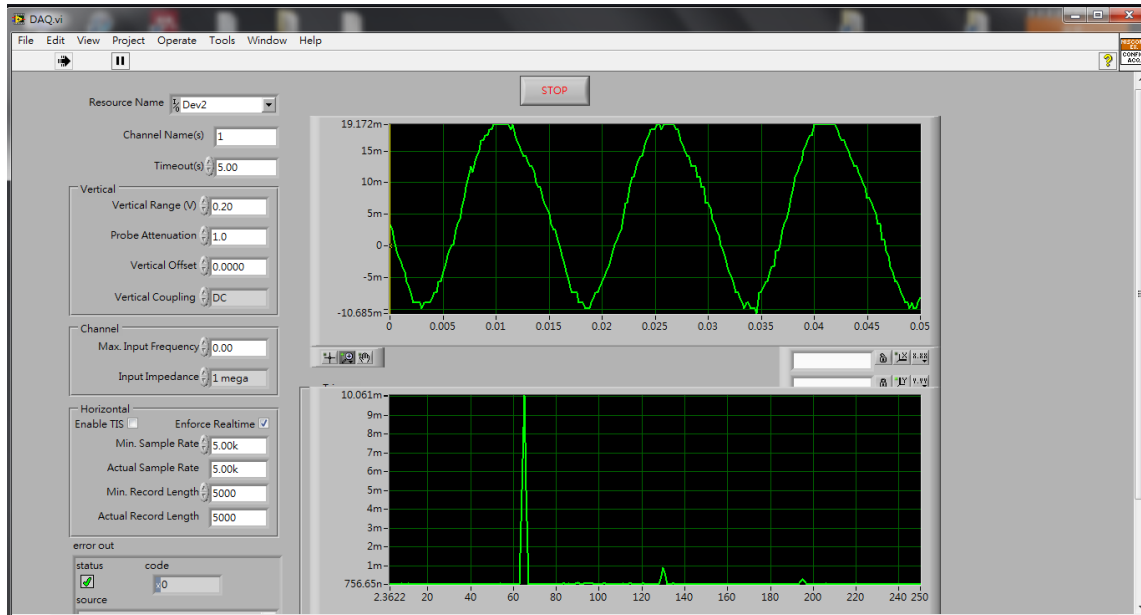 DAQ.vi
File Edit View Project Operate Tools Window Help
CONFIG
ACQ
STOP
Resource Name Dev2
Channel Name(s) 1
Timeout(s) 5.00
Vertical
Vertical Range (V) 0.20
Probe Attenuation 1.0
Vertical Offset 0.0000
Vertical Coupling DC
Channel
Max. Input Frequency 0.00
Input Impedance 1 mega
Horizontal
Enable TIS Enforce Realtime
Min. Sample Rate 5.00k
Actual Sample Rate 5.00k
Min. Record Length 5000
Actual Record Length 5000
error out
status code
x0
source
19.172m
15m
10m
5m
0
-5m
-10.685m
0 0.005 0.01 0.015 0.02 0.025 0.03 0.035 0.04 0.045 0.05
10.061m
9m
8m
7m
6m
5m
4m
3m
2m
1m
756.65n
2.3622 20 40 60 80 100 120 140 160 180 200 220 240 250